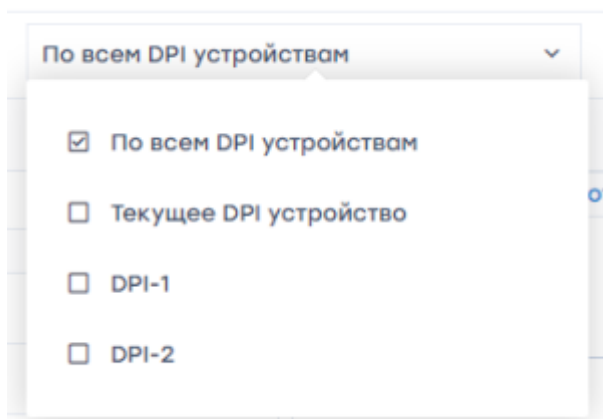 По всем DPI устройствам
По всем DPI устройствам
Текущее DPI устройство
DPI-1
DPI-2